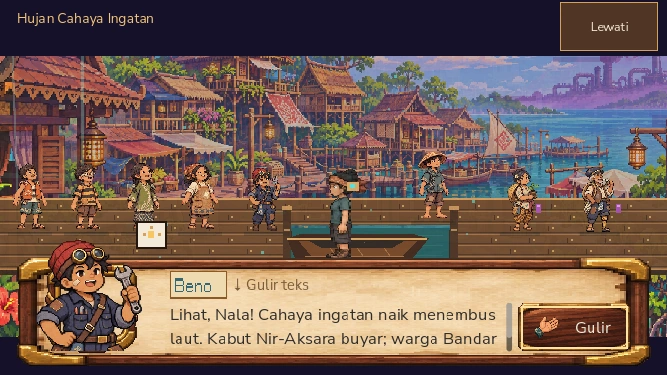 Hujan Cahaya Ingatan
Lewati
Beno
↓ Gulir teks
Lihat, Nala! Cahaya ingatan naik menembus
laut. Kabut Nir-Aksara buyar; warga Bandar
Gulir